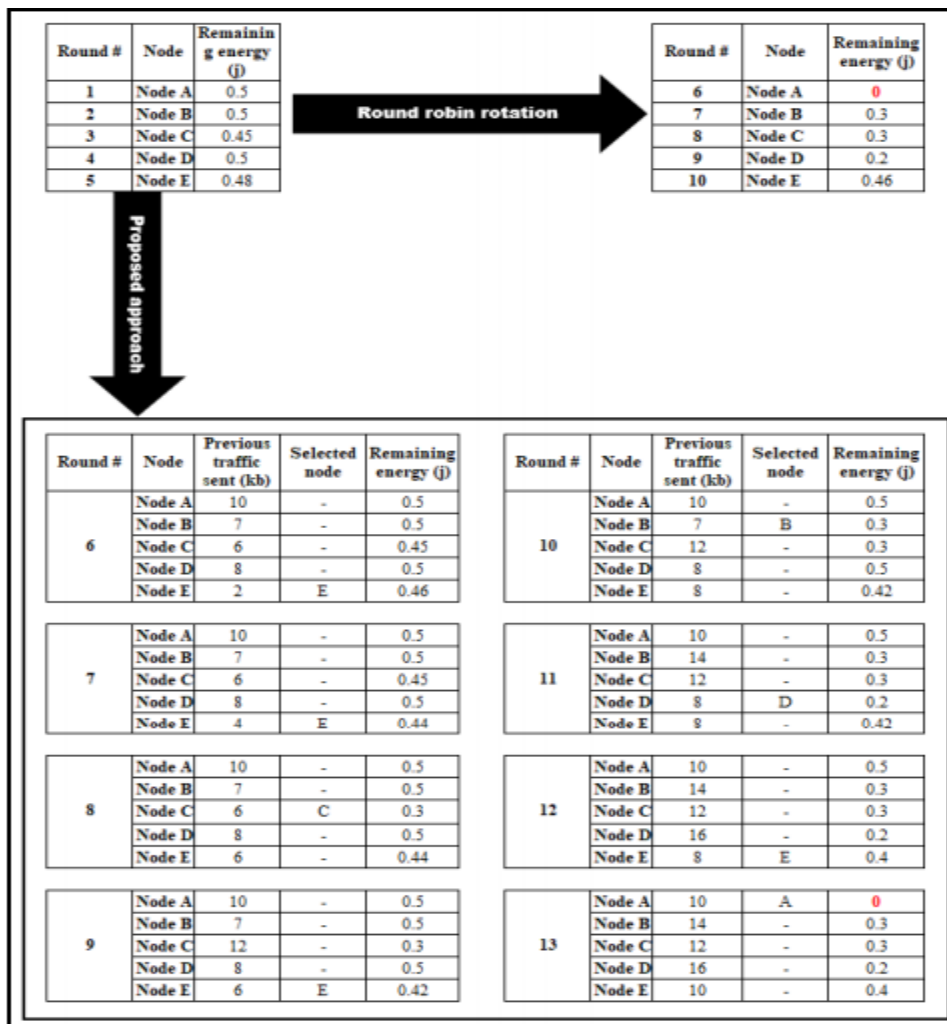 Round # Node Remainin
g energy
(j)
1 Node A 0.5
2 Node B 0.5
3 Node C 0.45
4 Node D 0.5
5 Node E 0.48
Round robin rotation
Round # Node Remaining
energy (j)
6 Node A 0
7 Node B 0.3
8 Node C 0.3
9 Node D 0.2
10 Node E 0.46
Proposed approach
Round # Node Previous
traffic
sent (kb) Selected
node Remaining
energy (j)
6
Node A 10 - 0.5
Node B 7 - 0.5
Node C 6 - 0.45
Node D 8 - 0.5
Node E 2 E 0.46
7
Node A 10 - 0.5
Node B 7 - 0.5
Node C 6 - 0.45
Node D 8 - 0.5
Node E 4 E 0.44
8
Node A 10 - 0.5
Node B 7 - 0.5
Node C 6 C 0.3
Node D 8 - 0.5
Node E 6 - 0.44
9
Node A 10 - 0.5
Node B 7 - 0.5
Node C 12 - 0.3
Node D 8 - 0.5
Node E 6 E 0.42
Round # Node Previous
traffic
sent (kb) Selected
node Remaining
energy (j)
10
Node A 10 - 0.5
Node B 7 B 0.3
Node C 12 - 0.3
Node D 8 - 0.5
Node E 8 - 0.42
11
Node A 10 - 0.5
Node B 14 - 0.3
Node C 12 - 0.3
Node D 8 D 0.2
Node E 8 - 0.42
12
Node A 10 - 0.5
Node B 14 - 0.3
Node C 12 - 0.3
Node D 16 - 0.2
Node E 8 E 0.4
13
Node A 10 A 0
Node B 14 - 0.3
Node C 12 - 0.3
Node D 16 - 0.2
Node E 10 - 0.4